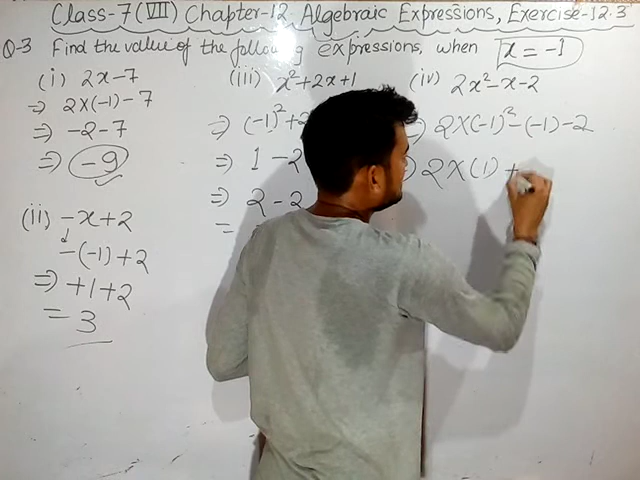 Class-7 (VII) Chapter-12, Algebraic Expressions, Exercise-12.3
Q-3 Find the value of the following expressions, when x = -1
(i) 2x-7
⇒ 2×(-1)-7
⇒ -2-7
⇒ -9
(ii) -x+2
-(-1)+2
⇒ +1+2
= 3
(iii) x²+2x+1
⇒ (-1)²+2
⇒ 1-2
⇒ 2-2
=
(iv) 2x²-x-2
⇒ 2×(-1)²-(-1)-2
2×(1)+